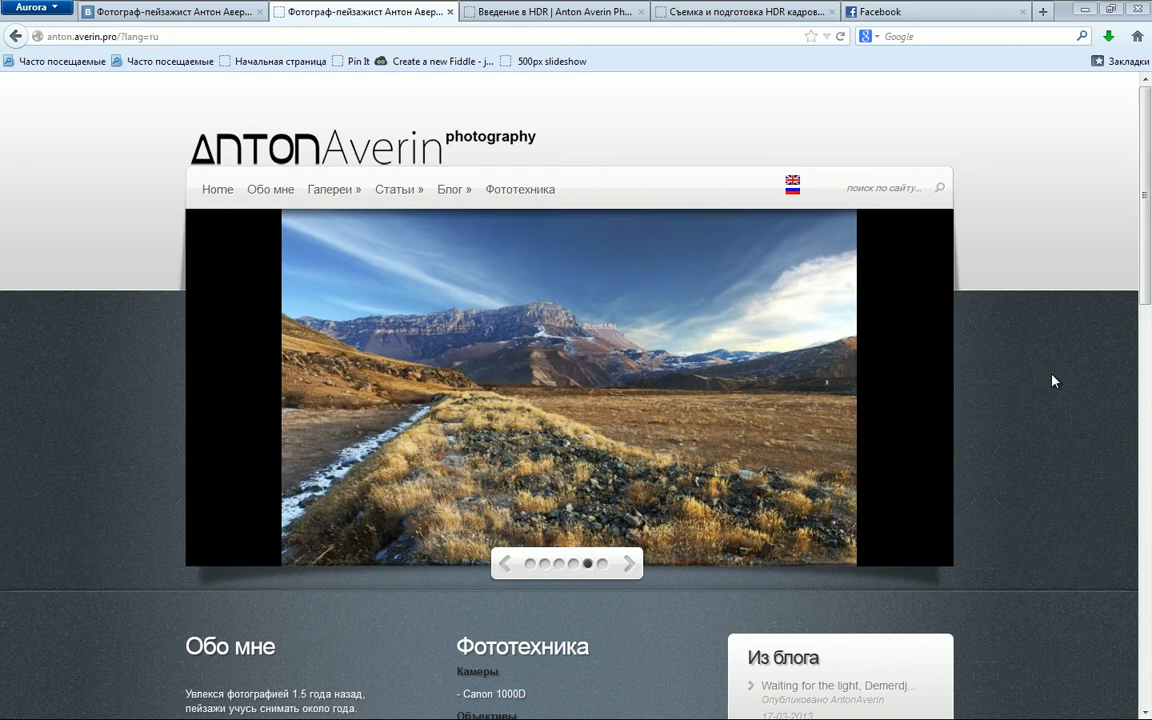 Aurora
Фотограф-пейзажист Антон Авер...
Фотограф-пейзажист Антон Авер...
Введение в HDR | Anton Averin Ph...
Съемка и подготовка HDR кадров...
Facebook
anton.averin.pro/?lang=ru
Google
Часто посещаемые
Часто посещаемые
Начальная страница
Pin It
Create a new Fiddle - j...
500px slideshow
Закладки
ANTONAverin photography
Home
Обо мне
Галереи »
Статьи »
Блог »
Фототехника
поиск по сайту...
Обо мне
Увлекся фотографией 1.5 года назад,
пейзажи учусь снимать около года.
Фототехника
Камеры
- Canon 1000D
Объективы
Из блога
Waiting for the light, Demerdj...
Опубликовано AntonAverin
17-03-2013